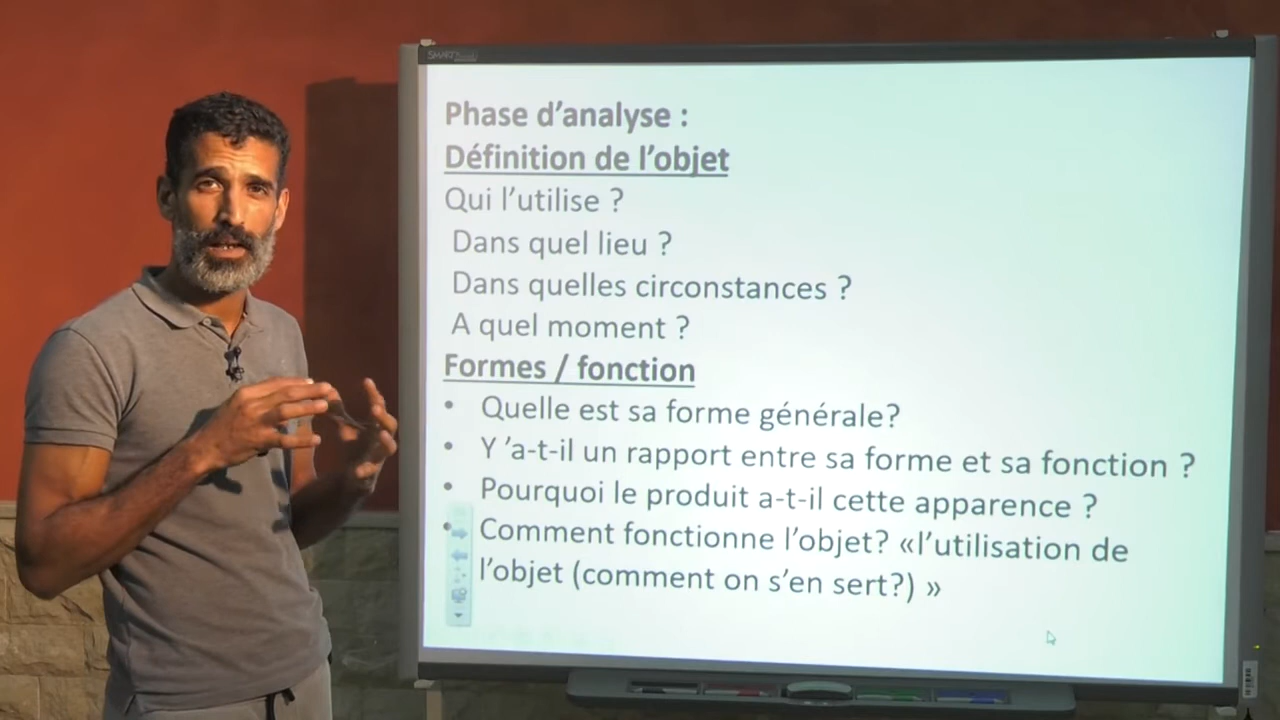 Phase d’analyse :
Définition de l’objet
Qui l’utilise ?
Dans quel lieu ?
Dans quelles circonstances ?
A quel moment ?
Formes / fonction
• Quelle est sa forme générale?
• Y ’a-t-il un rapport entre sa forme et sa fonction ?
• Pourquoi le produit a-t-il cette apparence ?
• Comment fonctionne l’objet? «l’utilisation de
l’objet (comment on s’en sert?) »